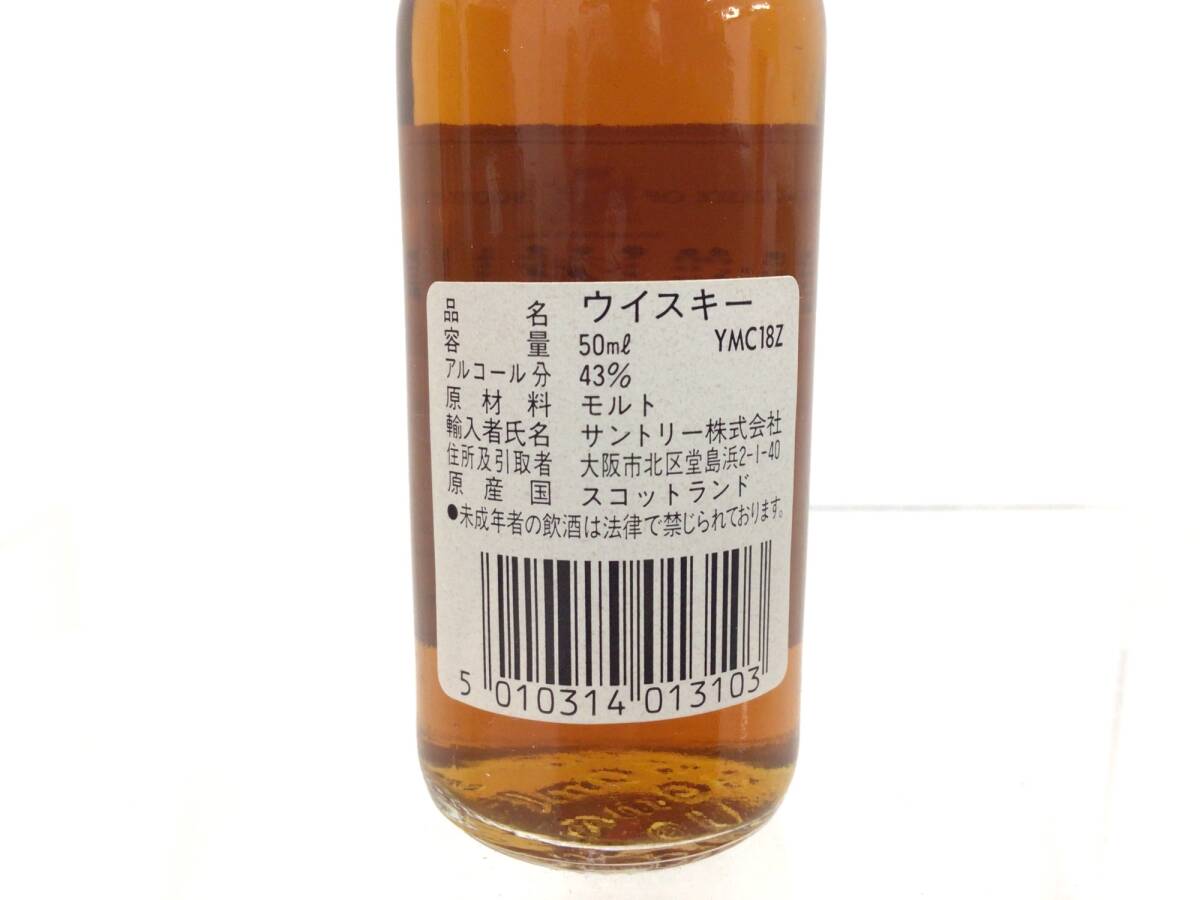 品名 ウイスキー
容量 50mℓ YMC18Z
アルコール分 43%
原材料 モルト
輸入者氏名 サントリー株式会社
住所及引取者 大阪市北区堂島浜2-1-40
原産国 スコットランド
●未成年者の飲酒は法律で禁じられております。
5 010314 013103